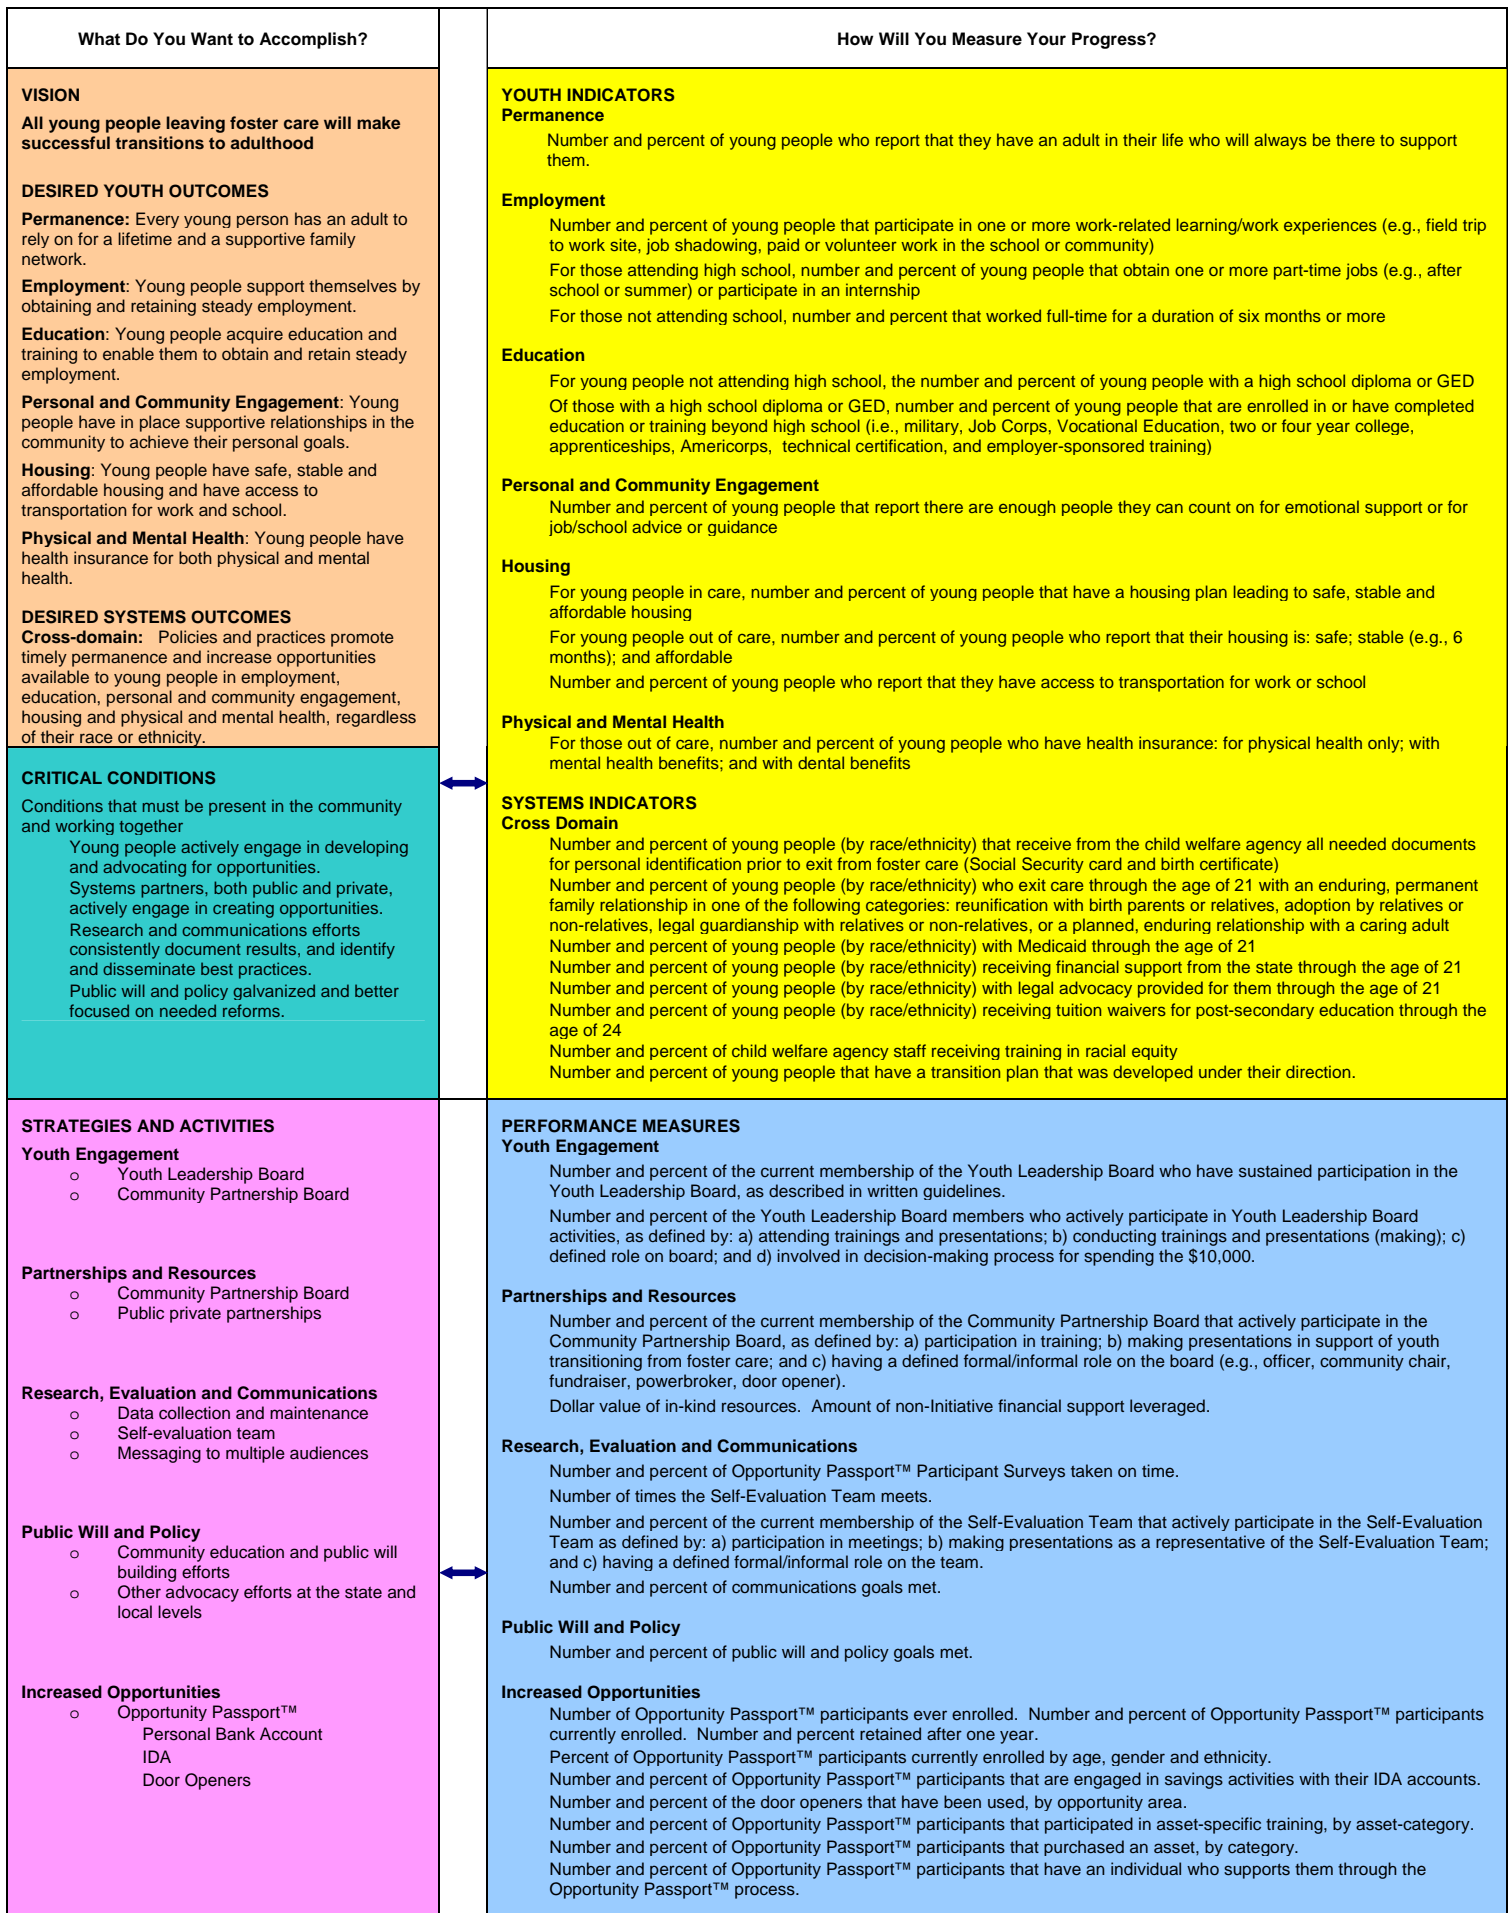 What Do You Want to Accomplish?
How Will You Measure Your Progress?
VISION
All young people leaving foster care will make
successful transitions to adulthood
DESIRED YOUTH OUTCOMES
Permanence: Every young person has an adult to
rely on for a lifetime and a supportive family
network.
Employment: Young people support themselves by
obtaining and retaining steady employment.
Education: Young people acquire education and
training to enable them to obtain and retain steady
employment.
Personal and Community Engagement: Young
people have in place supportive relationships in the
community to achieve their personal goals.
Housing: Young people have safe, stable and
affordable housing and have access to
transportation for work and school.
Physical and Mental Health: Young people have
health insurance for both physical and mental
health.
DESIRED SYSTEMS OUTCOMES
Cross-domain: Policies and practices promote
timely permanence and increase opportunities
available to young people in employment,
education, personal and community engagement,
housing and physical and mental health, regardless
of their race or ethnicity.
CRITICAL CONDITIONS
Conditions that must be present in the community
and working together
Young people actively engage in developing
and advocating for opportunities.
Systems partners, both public and private,
actively engage in creating opportunities.
Research and communications efforts
consistently document results, and identify
and disseminate best practices.
Public will and policy galvanized and better
focused on needed reforms.
YOUTH INDICATORS
Permanence
Number and percent of young people who report that they have an adult in their life who will always be there to support
them.
Employment
Number and percent of young people that participate in one or more work-related learning/work experiences (e.g., field trip
to work site, job shadowing, paid or volunteer work in the school or community)
For those attending high school, number and percent of young people that obtain one or more part-time jobs (e.g., after
school or summer) or participate in an internship
For those not attending school, number and percent that worked full-time for a duration of six months or more
Education
For young people not attending high school, the number and percent of young people with a high school diploma or GED
Of those with a high school diploma or GED, number and percent of young people that are enrolled in or have completed
education or training beyond high school (i.e., military, Job Corps, Vocational Education, two or four year college,
apprenticeships, Americorps, technical certification, and employer-sponsored training)
Personal and Community Engagement
Number and percent of young people that report there are enough people they can count on for emotional support or for
job/school advice or guidance
Housing
For young people in care, number and percent of young people that have a housing plan leading to safe, stable and
affordable housing
For young people out of care, number and percent of young people who report that their housing is: safe; stable (e.g., 6
months); and affordable
Number and percent of young people who report that they have access to transportation for work or school
Physical and Mental Health
For those out of care, number and percent of young people who have health insurance: for physical health only; with
mental health benefits; and with dental benefits
SYSTEMS INDICATORS
Cross Domain
Number and percent of young people (by race/ethnicity) that receive from the child welfare agency all needed documents
for personal identification prior to exit from foster care (Social Security card and birth certificate)
Number and percent of young people (by race/ethnicity) who exit care through the age of 21 with an enduring, permanent
family relationship in one of the following categories: reunification with birth parents or relatives, adoption by relatives or
non-relatives, legal guardianship with relatives or non-relatives, or a planned, enduring relationship with a caring adult
Number and percent of young people (by race/ethnicity) with Medicaid through the age of 21
Number and percent of young people (by race/ethnicity) receiving financial support from the state through the age of 21
Number and percent of young people (by race/ethnicity) with legal advocacy provided for them through the age of 21
Number and percent of young people (by race/ethnicity) receiving tuition waivers for post-secondary education through the
age of 24
Number and percent of child welfare agency staff receiving training in racial equity
Number and percent of young people that have a transition plan that was developed under their direction.
STRATEGIES AND ACTIVITIES
Youth Engagement
o Youth Leadership Board
o Community Partnership Board
Partnerships and Resources
o Community Partnership Board
o Public private partnerships
Research, Evaluation and Communications
o Data collection and maintenance
o Self-evaluation team
o Messaging to multiple audiences
Public Will and Policy
o Community education and public will
building efforts
o Other advocacy efforts at the state and
local levels
Increased Opportunities
o Opportunity Passport™
Personal Bank Account
IDA
Door Openers
PERFORMANCE MEASURES
Youth Engagement
Number and percent of the current membership of the Youth Leadership Board who have sustained participation in the
Youth Leadership Board, as described in written guidelines.
Number and percent of the Youth Leadership Board members who actively participate in Youth Leadership Board
activities, as defined by: a) attending trainings and presentations; b) conducting trainings and presentations (making); c)
defined role on board; and d) involved in decision-making process for spending the $10,000.
Partnerships and Resources
Number and percent of the current membership of the Community Partnership Board that actively participate in the
Community Partnership Board, as defined by: a) participation in training; b) making presentations in support of youth
transitioning from foster care; and c) having a defined formal/informal role on the board (e.g., officer, community chair,
fundraiser, powerbroker, door opener).
Dollar value of in-kind resources. Amount of non-Initiative financial support leveraged.
Research, Evaluation and Communications
Number and percent of Opportunity Passport™ Participant Surveys taken on time.
Number of times the Self-Evaluation Team meets.
Number and percent of the current membership of the Self-Evaluation Team that actively participate in the Self-Evaluation
Team as defined by: a) participation in meetings; b) making presentations as a representative of the Self-Evaluation Team;
and c) having a defined formal/informal role on the team.
Number and percent of communications goals met.
Public Will and Policy
Number and percent of public will and policy goals met.
Increased Opportunities
Number of Opportunity Passport™ participants ever enrolled. Number and percent of Opportunity Passport™ participants
currently enrolled. Number and percent retained after one year.
Percent of Opportunity Passport™ participants currently enrolled by age, gender and ethnicity.
Number and percent of Opportunity Passport™ participants that are engaged in savings activities with their IDA accounts.
Number and percent of the door openers that have been used, by opportunity area.
Number and percent of Opportunity Passport™ participants that participated in asset-specific training, by asset-category.
Number and percent of Opportunity Passport™ participants that purchased an asset, by category.
Number and percent of Opportunity Passport™ participants that have an individual who supports them through the
Opportunity Passport™ process.